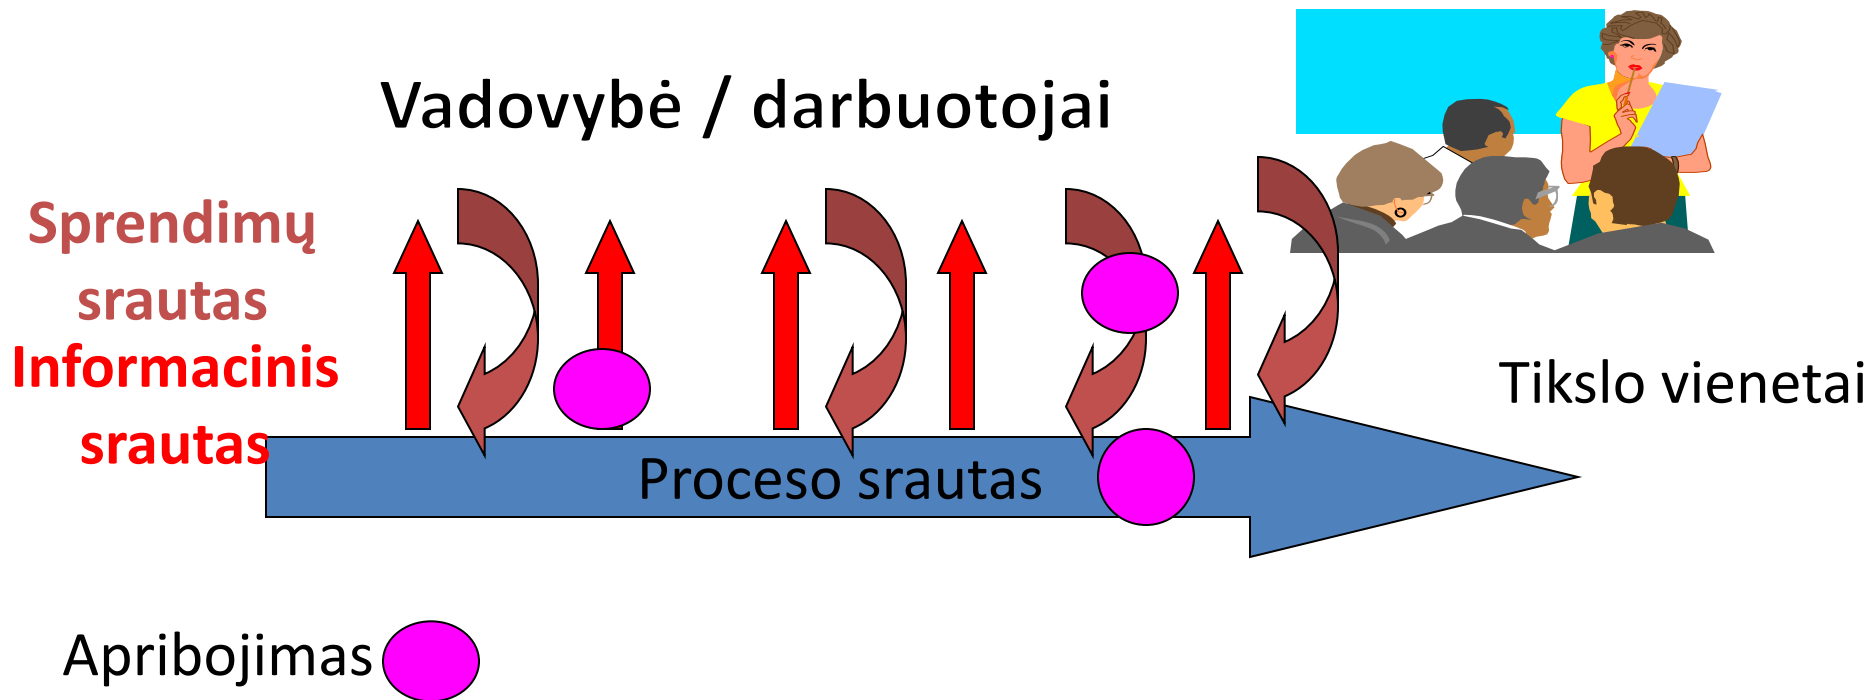 Vadovybė / darbuotojai
Sprendimų
srautas
Informacinis
srautas
Tikslo vienetai
Proceso srautas
Apribojimas